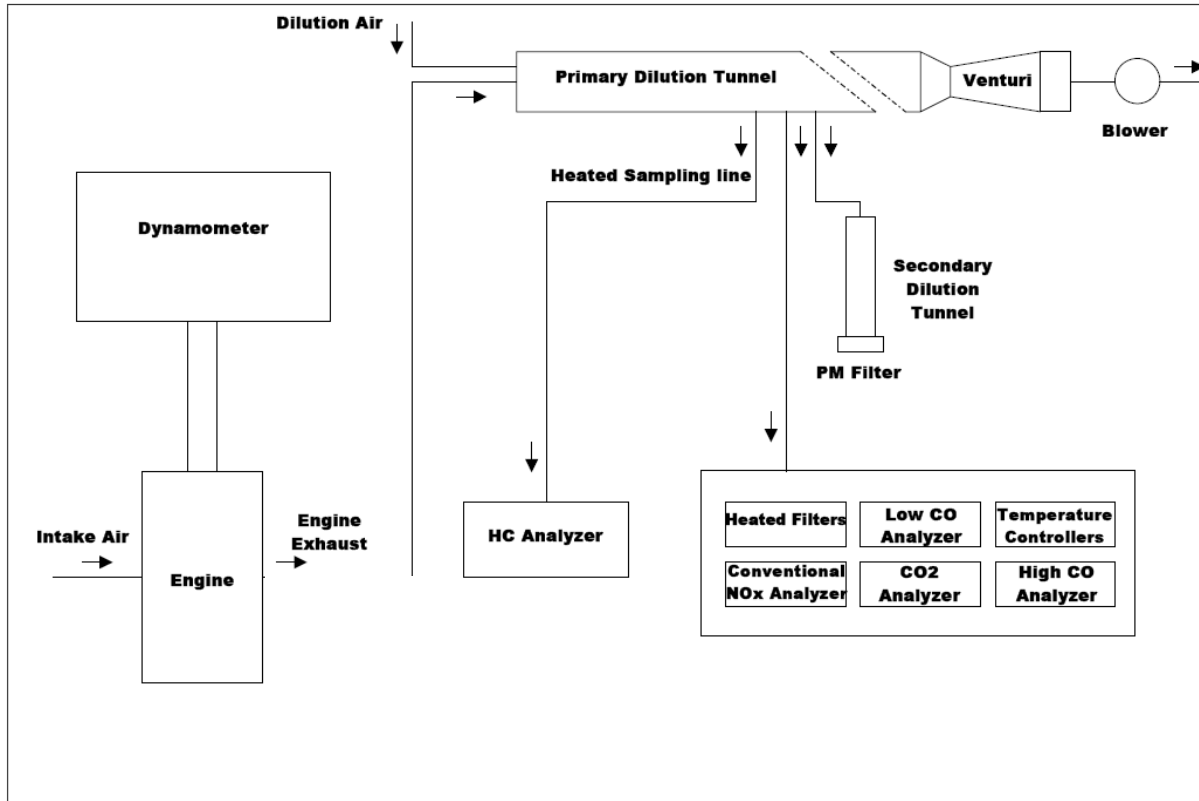 Dilution Air
Primary Dilution Tunnel
Venturi
Blower
Heated Sampling line
Dynamometer
Secondary
Dilution
Tunnel
PM Filter
Intake Air
Engine
Exhaust
Engine
HC Analyzer
Heated Filters
Low CO
Analyzer
Temperature
Controllers
Conventional
NOx Analyzer
CO2
Analyzer
High CO
Analyzer